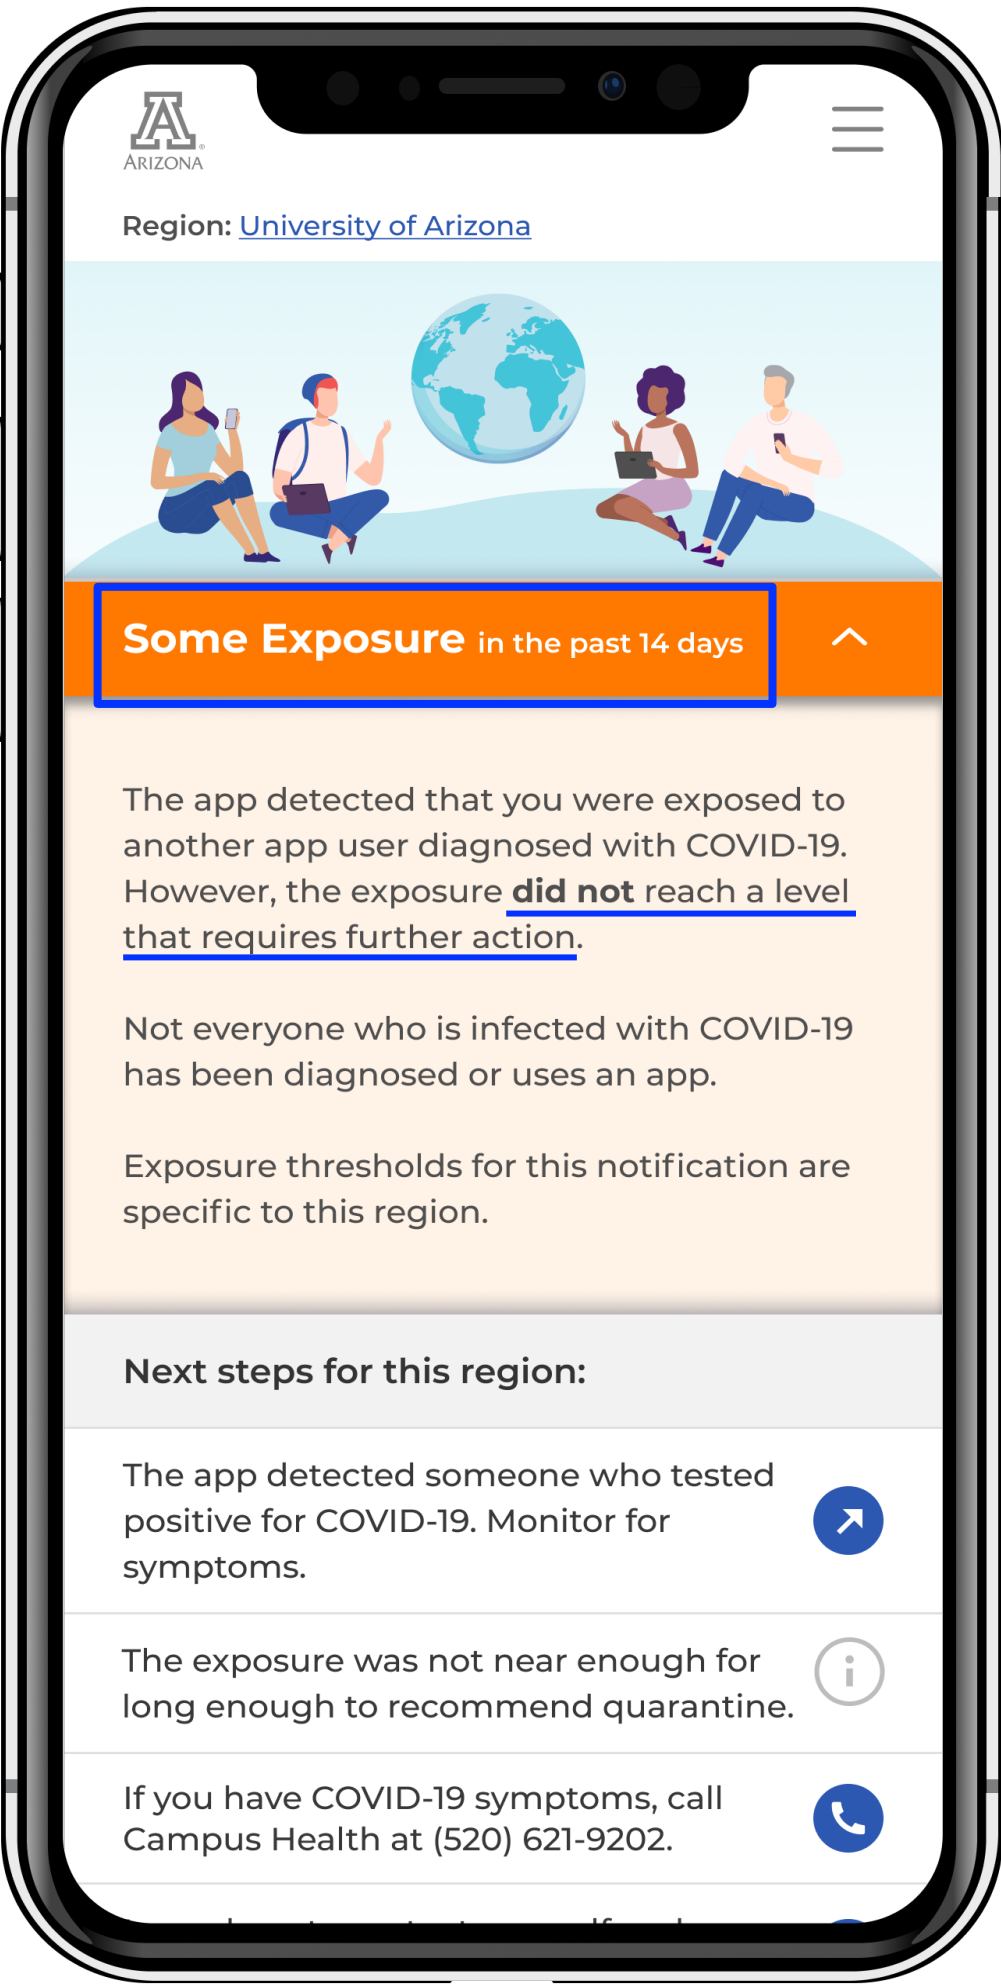 ARIZONA
Region: University of Arizona
Some Exposure in the past 14 days
The app detected that you were exposed to
another app user diagnosed with COVID-19.
However, the exposure did not reach a level
that requires further action.
Not everyone who is infected with COVID-19
has been diagnosed or uses an app.
Exposure thresholds for this notification are
specific to this region.
Next steps for this region:
The app detected someone who tested
positive for COVID-19. Monitor for
symptoms.
The exposure was not near enough for
long enough to recommend quarantine.
If you have COVID-19 symptoms, call
Campus Health at (520) 621-9202.